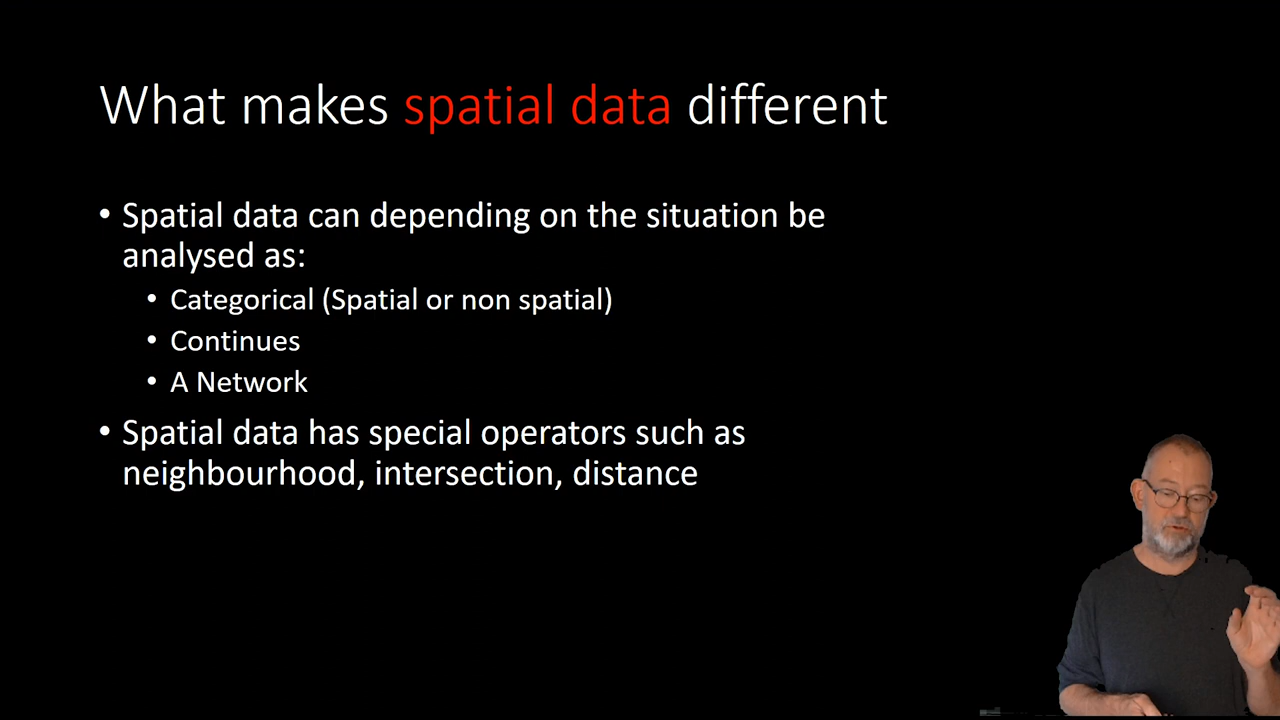 What makes spatial data different
• Spatial data can depending on the situation be
analysed as:
• Categorical (Spatial or non spatial)
• Continues
• A Network
• Spatial data has special operators such as
neighbourhood, intersection, distance